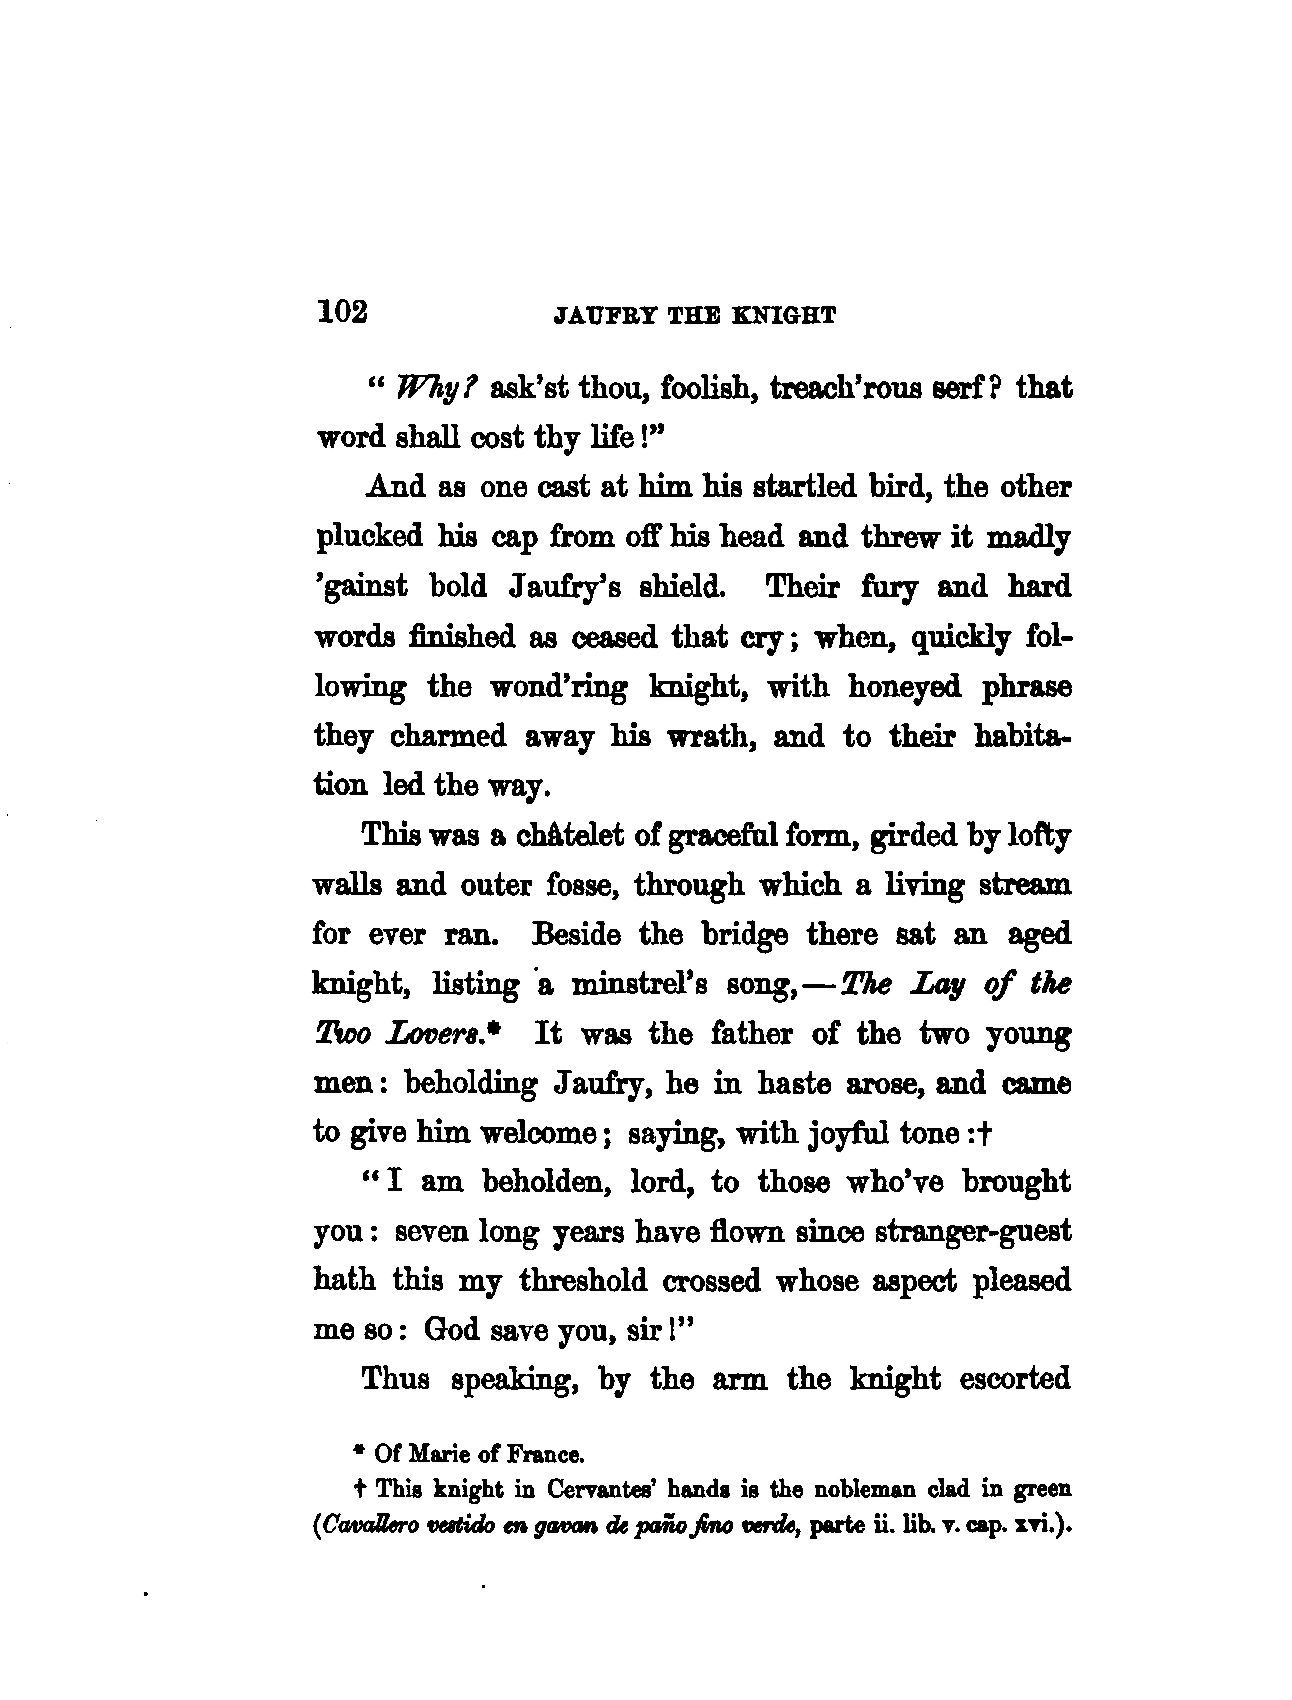 102 JAUFRY THE KNIGHT
“ Why? ask’st thou, foolish, treach’rous serf? that
word shall cost thy life!”
And as one cast at him his startled bird, the other
plucked his cap from off his head and threw it madly
’gainst bold Jaufry’s shield. Their fury and hard
words finished as ceased that cry; when, quickly fol-
lowing the wond’ring knight, with honeyed phrase
they charmed away his wrath, and to their habita-
tion led the way.
This was a châtelet of graceful form, girded by lofty
walls and outer fosse, through which a living stream
for ever ran. Beside the bridge there sat an aged
knight, listing a minstrel’s song,—The Lay of the
Two Lovers.* It was the father of the two young
men: beholding Jaufry, he in haste arose, and came
to give him welcome; saying, with joyful tone:†
“I am beholden, lord, to those who’ve brought
you: seven long years have flown since stranger-guest
hath this my threshold crossed whose aspect pleased
me so: God save you, sir!”
Thus speaking, by the arm the knight escorted
* Of Marie of France.
† This knight in Cervantes’ hands is the nobleman clad in green
(Cavallero vestido en gavan de paño fino verde, parte ii. lib. v. cap. xvi.).